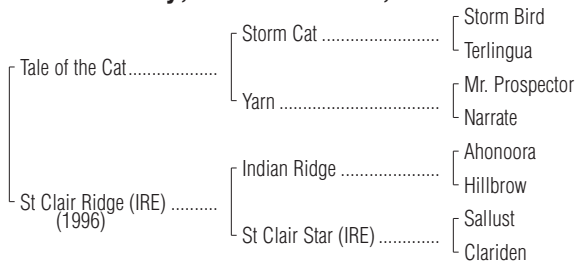 Storm Bird
Storm Cat ..............................
Terlingua
Tale of the Cat....................
Mr. Prospector
Yarn ........................................
Narrate
Ahonoora
Indian Ridge .........................
Hillbrow
St Clair Ridge (IRE) ..........
(1996)
Sallust
St Clair Star (IRE) ...............
Clariden